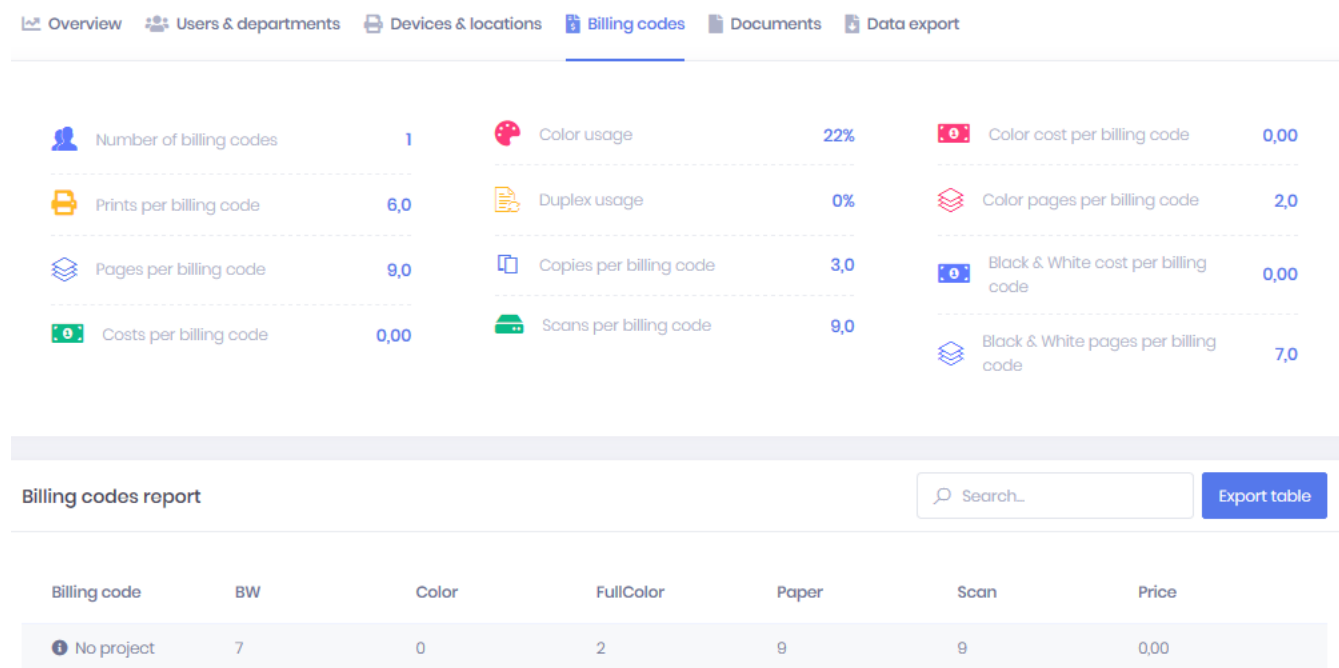 Overview Users & departments Devices & locations Billing codes Documents Data export
Number of billing codes 1
Prints per billing code 6,0
Pages per billing code 9,0
Costs per billing code 0,00
Color usage 22%
Duplex usage 0%
Copies per billing code 3,0
Scans per billing code 9,0
Color cost per billing code 0,00
Color pages per billing code 2,0
Black & White cost per billing
code 0,00
Black & White pages per billing
code 7,0
Billing codes report Search... Export table
Billing code BW Color FullColor Paper Scan Price
No project 7 0 2 9 9 0,00